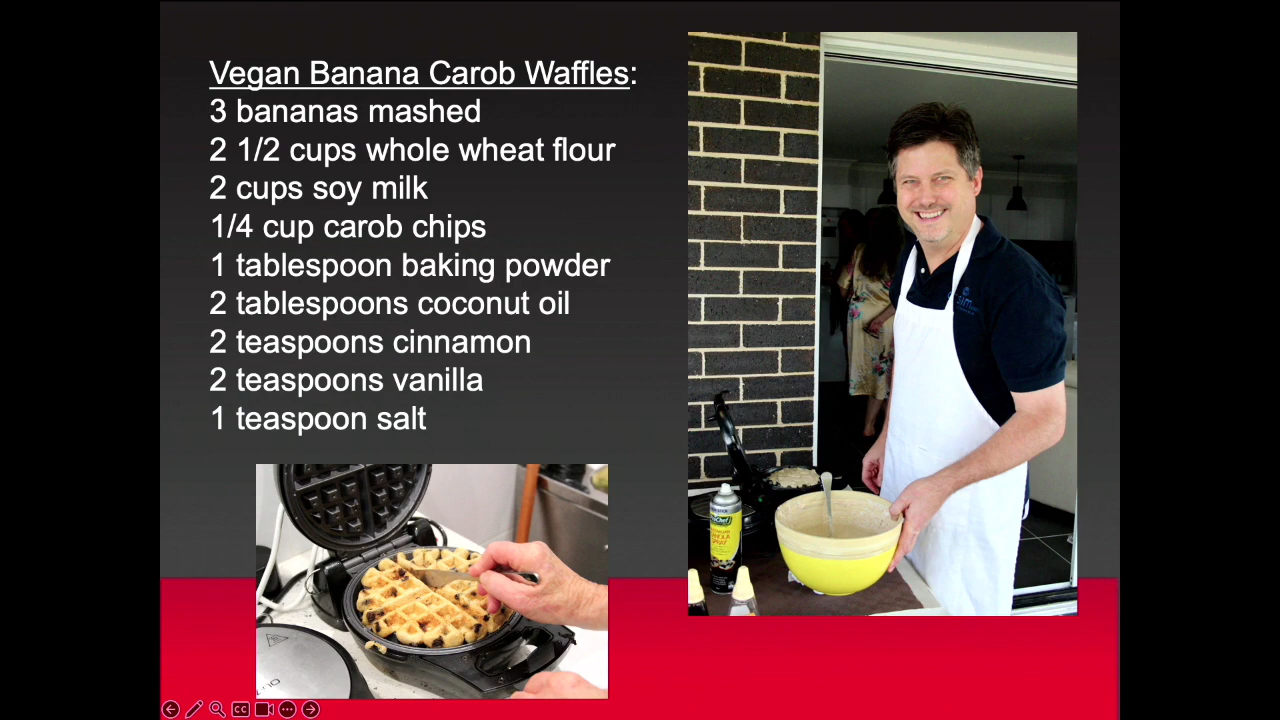 Vegan Banana Carob Waffles:
3 bananas mashed
2 1/2 cups whole wheat flour
2 cups soy milk
1/4 cup carob chips
1 tablespoon baking powder
2 tablespoons coconut oil
2 teaspoons cinnamon
2 teaspoons vanilla
1 teaspoon salt
CC